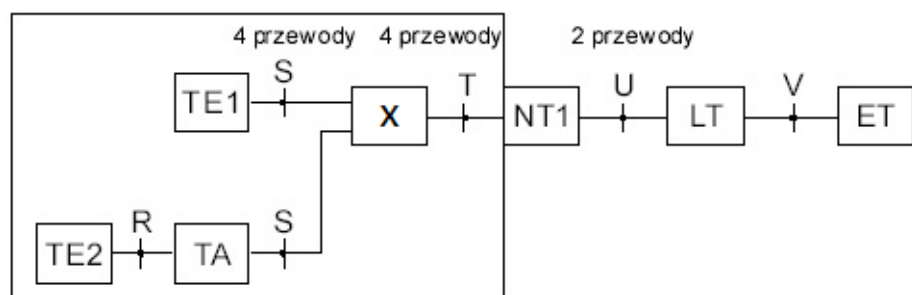 4 przewody 4 przewody 2 przewody
S T U V
TE1 X NT1 LT ET
R S
TE2 TA